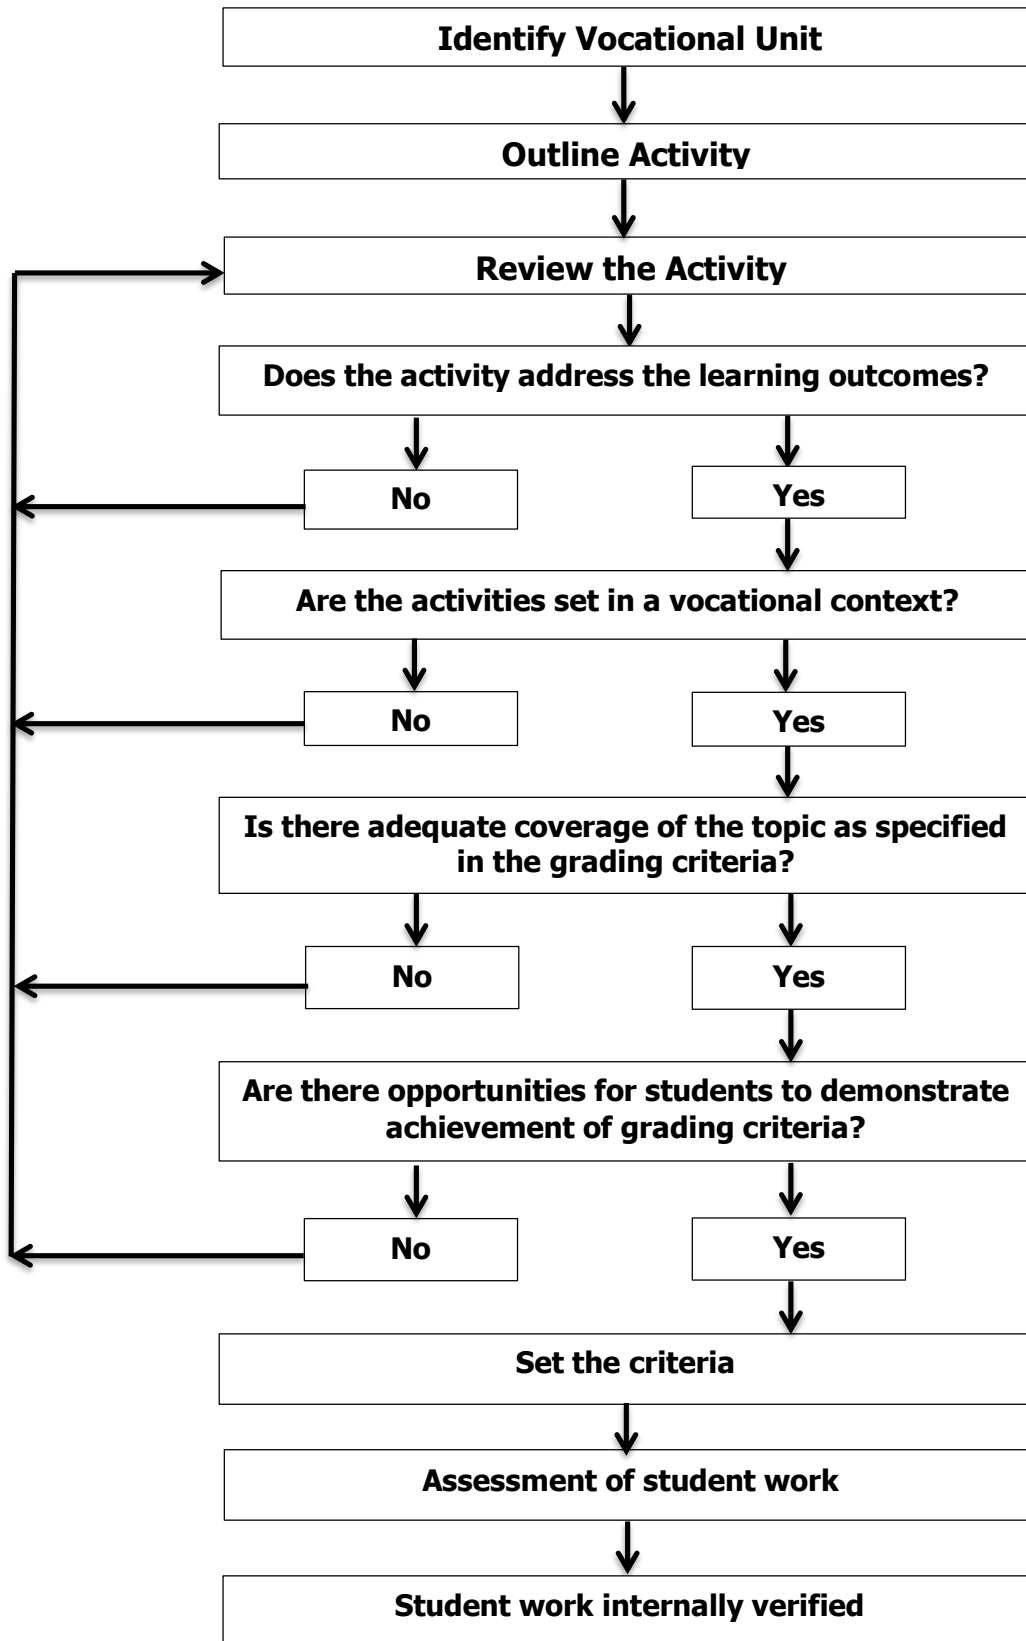 Identify Vocational Unit
Outline Activity
Review the Activity
Does the activity address the learning outcomes?
No
Yes
Are the activities set in a vocational context?
No
Yes
Is there adequate coverage of the topic as specified
in the grading criteria?
No
Yes
Are there opportunities for students to demonstrate
achievement of grading criteria?
No
Yes
Set the criteria
Assessment of student work
Student work internally verified